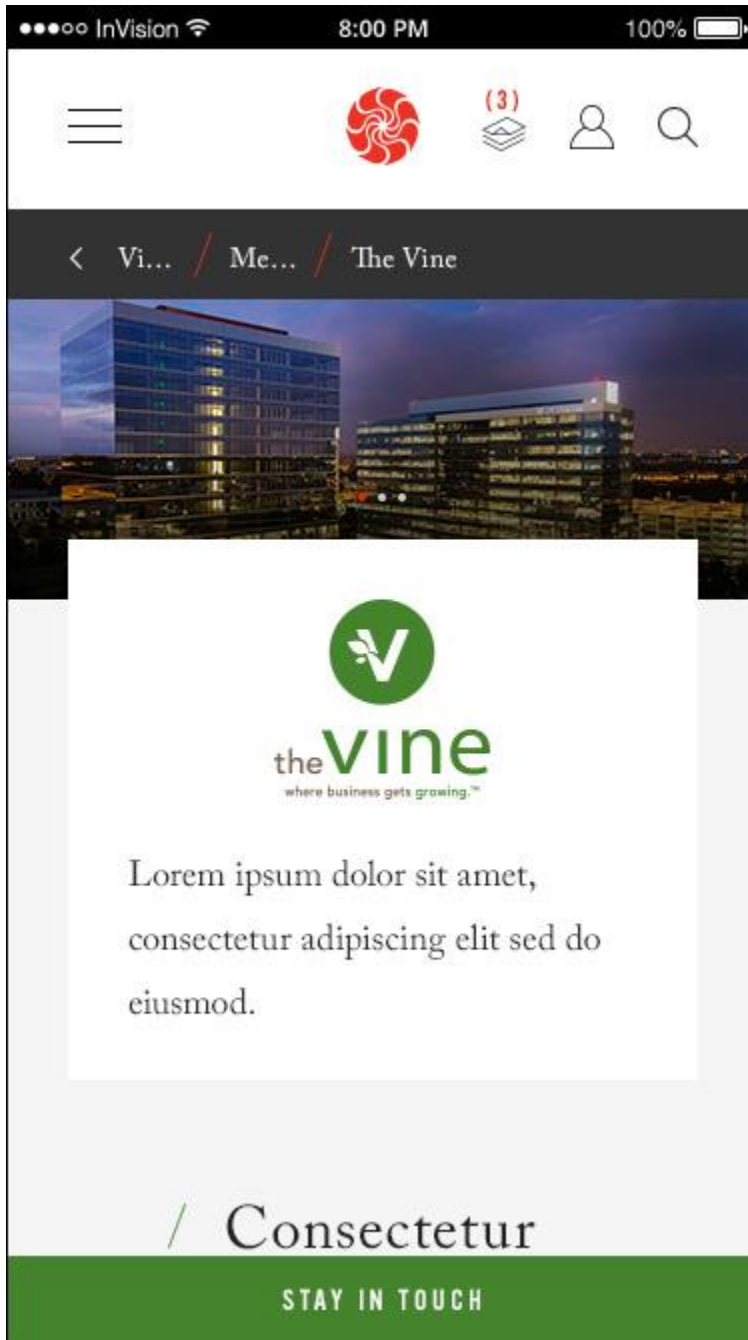 InVision 8:00 PM 100%
(3)
Vi... / Me... / The Vine
V
the vine
where business gets growing.™
Lorem ipsum dolor sit amet,
consectetur adipiscing elit sed do
eiusmod.
/ Consectetur
STAY IN TOUCH